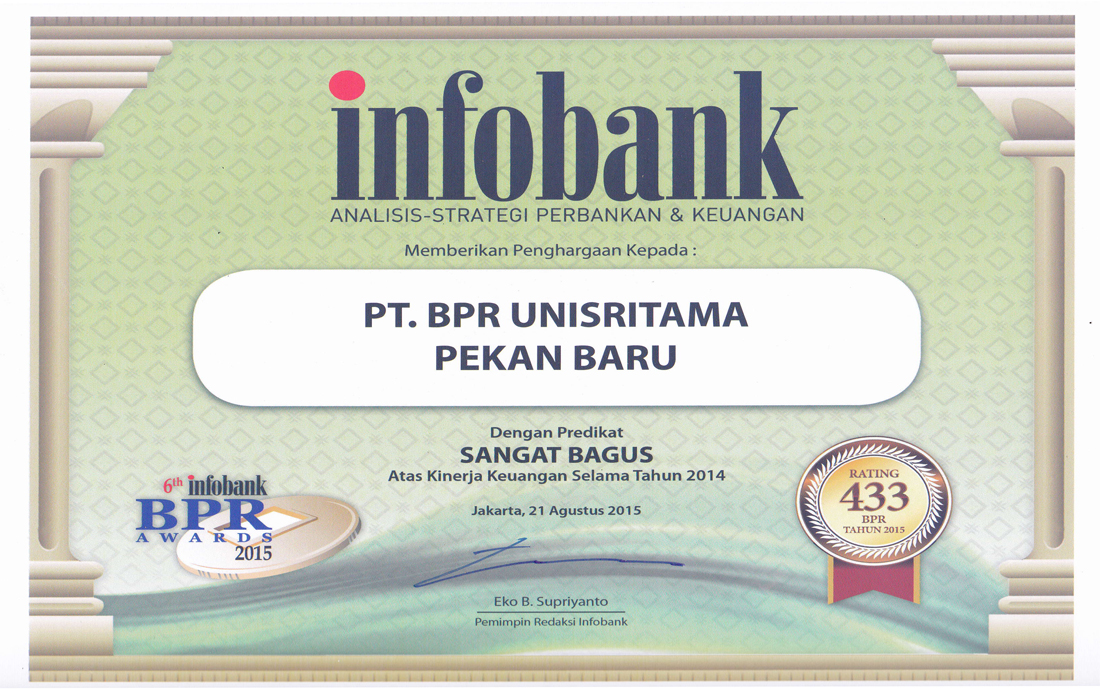 infobank
ANALISIS-STRATEGI PERBANKAN & KEUANGAN
Memberikan Penghargaan Kepada :
PT. BPR UNISRITAMA
PEKAN BARU
Dengan Predikat
SANGAT BAGUS
Atas Kinerja Keuangan Selama Tahun 2014
Jakarta, 21 Agustus 2015
Eko B. Supriyanto
Pemimpin Redaksi Infobank
6th infobank
BPR
AWARDS
2015
RATING
433
BPR
TAHUN 2015